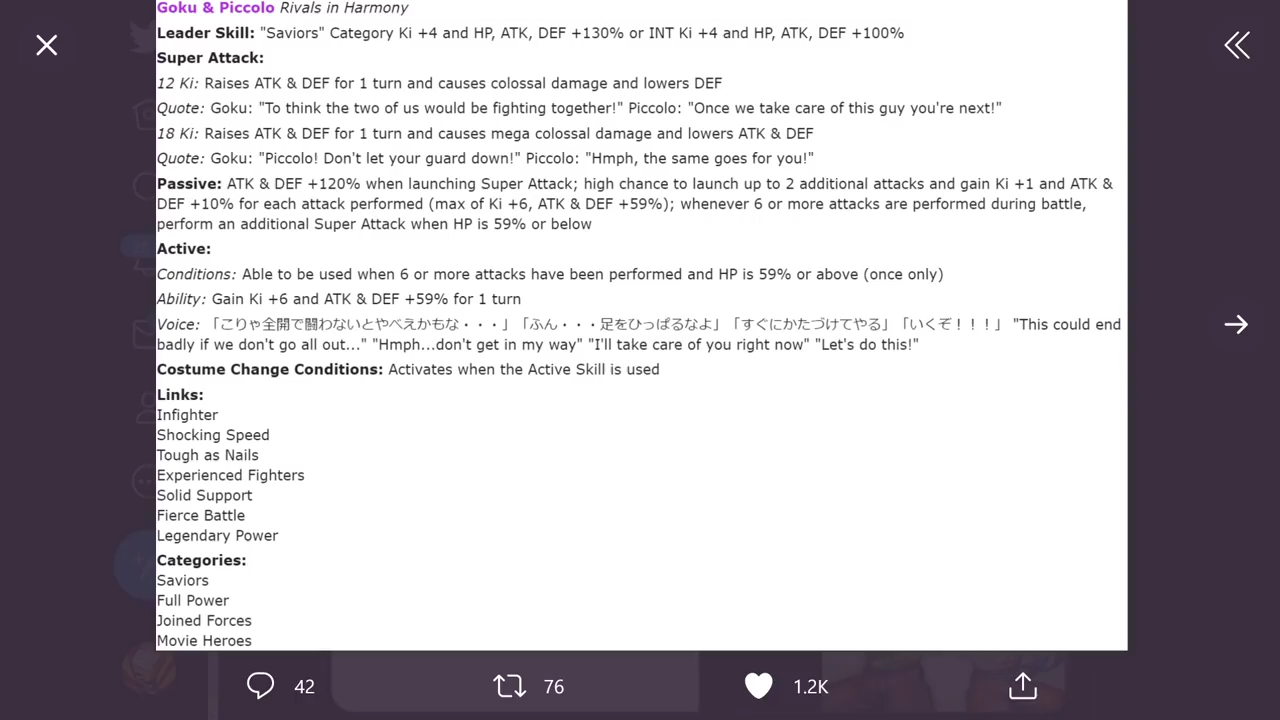 Goku & Piccolo Rivals in Harmony
Leader Skill: "Saviors" Category Ki +4 and HP, ATK, DEF +130% or INT Ki +4 and HP, ATK, DEF +100%
Super Attack:
12 Ki: Raises ATK & DEF for 1 turn and causes colossal damage and lowers DEF
Quote: Goku: "To think the two of us would be fighting together!" Piccolo: "Once we take care of this guy you're next!"
18 Ki: Raises ATK & DEF for 1 turn and causes mega colossal damage and lowers ATK & DEF
Quote: Goku: "Piccolo! Don't let your guard down!" Piccolo: "Hmph, the same goes for you!"
Passive: ATK & DEF +120% when launching Super Attack; high chance to launch up to 2 additional attacks and gain Ki +1 and ATK &
DEF +10% for each attack performed (max of Ki +6, ATK & DEF +59%); whenever 6 or more attacks are performed during battle,
perform an additional Super Attack when HP is 59% or below
Active:
Conditions: Able to be used when 6 or more attacks have been performed and HP is 59% or above (once only)
Ability: Gain Ki +6 and ATK & DEF +59% for 1 turn
Voice: 「こりゃ全開で闘わないとやべえかもな・・・」「ふん・・・足をひっぱるなよ」「すぐにかたづけてやる」「いくぞ！！！」 "This could end
badly if we don't go all out..." "Hmph...don't get in my way" "I'll take care of you right now" "Let's do this!"
Costume Change Conditions: Activates when the Active Skill is used
Links:
Infighter
Shocking Speed
Tough as Nails
Experienced Fighters
Solid Support
Fierce Battle
Legendary Power
Categories:
Saviors
Full Power
Joined Forces
Movie Heroes
42 76 1.2K